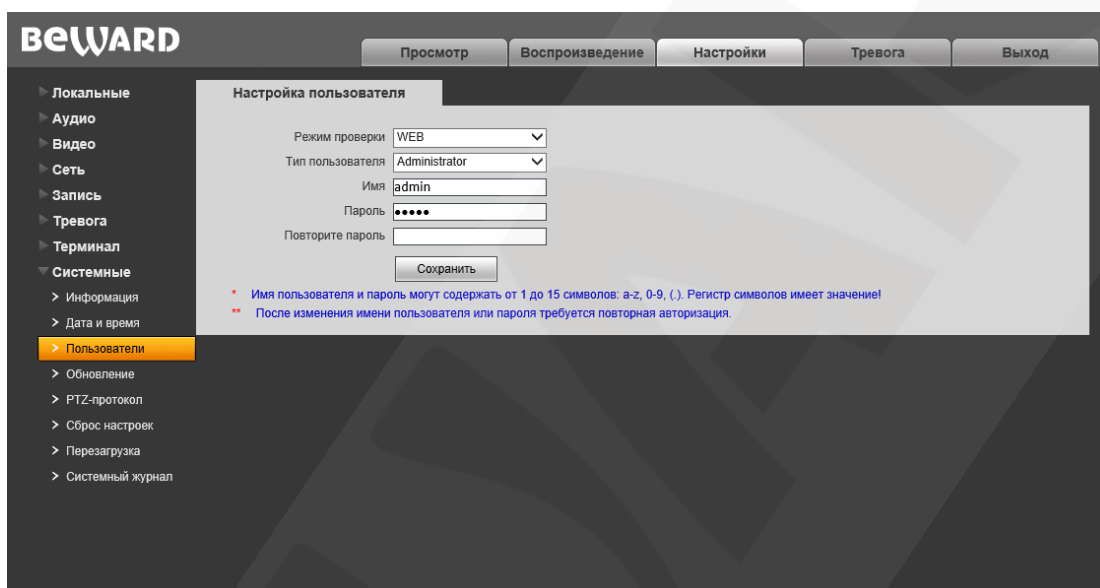 BEWARD
Просмотр Воспроизведение Настройки Тревога Выход
Локальные
Аудио
Видео
Сеть
Запись
Тревога
Терминал
Системные
Информация
Дата и время
Пользователи
Обновление
PTZ-протокол
Сброс настроек
Перезагрузка
Системный журнал
Настройка пользователя
Режим проверки WEB
Тип пользователя Administrator
Имя admin
Пароль •••••
Повторите пароль
Сохранить
* Имя пользователя и пароль могут содержать от 1 до 15 символов: a-z, 0-9, (.). Регистр символов имеет значение!
** После изменения имени пользователя или пароля требуется повторная авторизация.